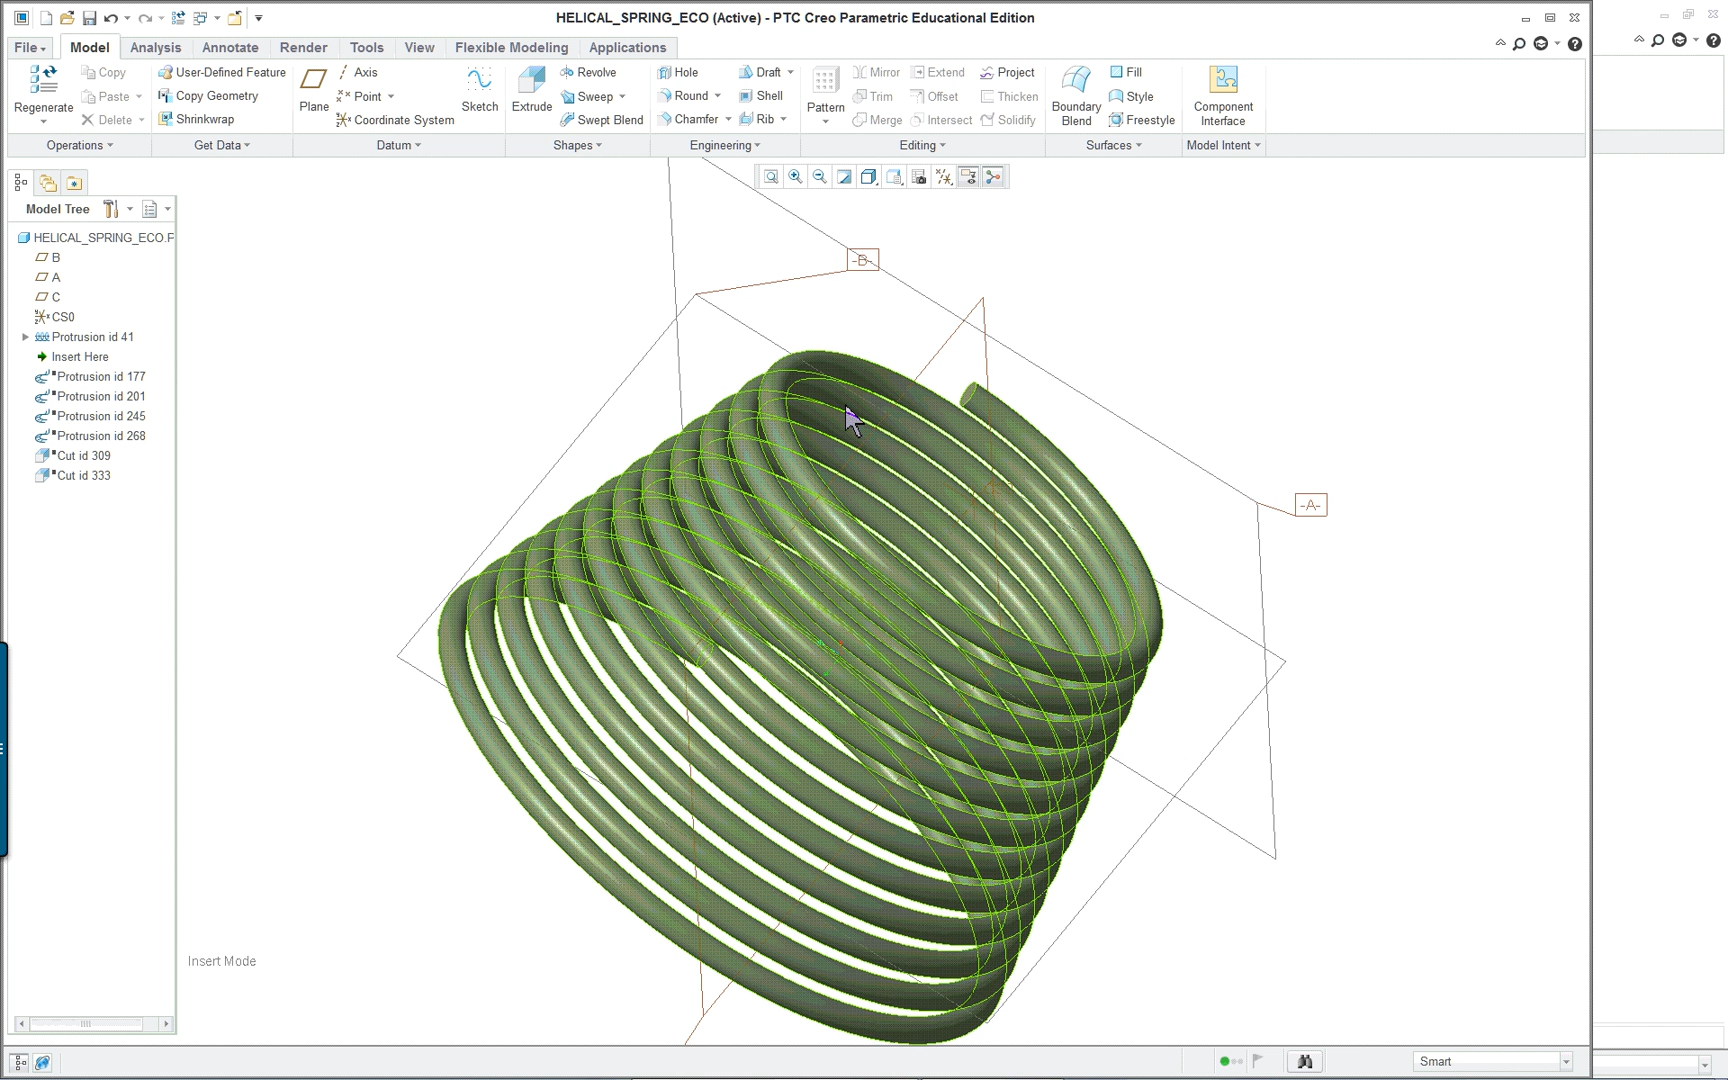 HELICAL_SPRING_ECO (Active) - PTC Creo Parametric Educational Edition
File Model Analysis Annotate Render Tools View Flexible Modeling Applications
Regenerate
Copy
Paste
Delete
User-Defined Feature
Copy Geometry
Shrinkwrap
Plane
Axis
Point
Coordinate System
Sketch
Extrude
Revolve
Sweep
Swept Blend
Hole
Round
Chamfer
Draft
Shell
Rib
Pattern
Mirror
Trim
Merge
Extend
Offset
Intersect
Project
Thicken
Solidify
Boundary
Blend
Fill
Style
Freestyle
Component
Interface
Operations Get Data Datum Shapes Engineering Editing Surfaces Model Intent
Model Tree
HELICAL_SPRING_ECO.P
B
A
C
CS0
Protrusion id 41
Insert Here
Protrusion id 177
Protrusion id 201
Protrusion id 245
Protrusion id 268
Cut id 309
Cut id 333
-B-
-A-
Insert Mode
Smart